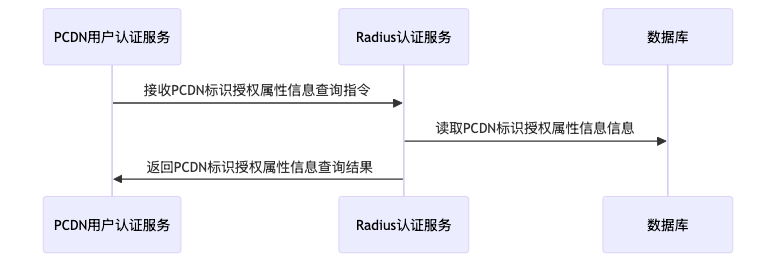 PCDN用户认证服务
Radius认证服务
数据库
接收PCDN标识授权属性信息查询指令
读取PCDN标识授权属性信息信息
返回PCDN标识授权属性信息查询结果
PCDN用户认证服务
Radius认证服务
数据库